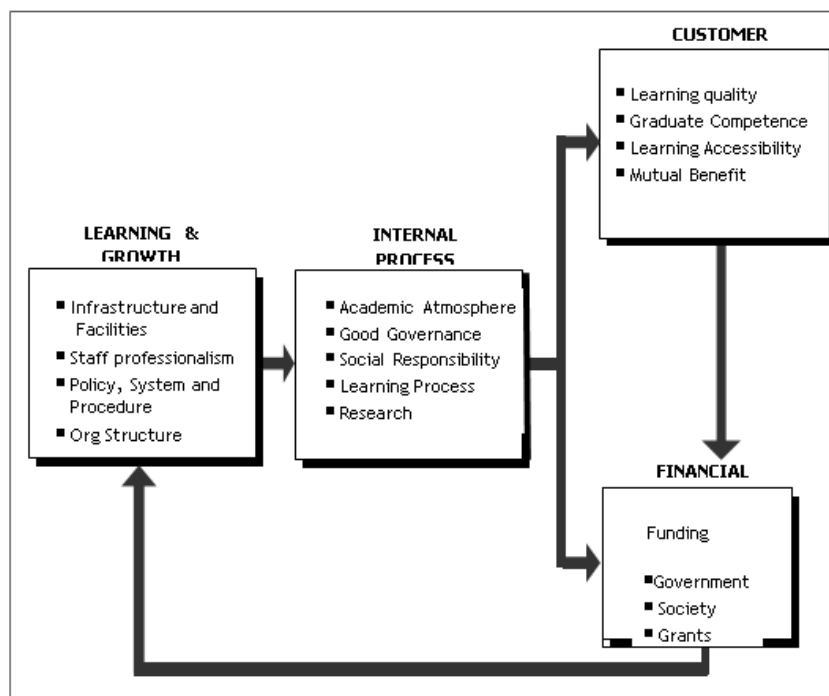 CUSTOMER
▪ Learning quality
▪ Graduate Competence
▪ Learning Accessibility
▪ Mutual Benefit
LEARNING &
GROWTH
▪ Infrastructure and
Facilities
▪ Staff professionalism
▪ Policy, System and
Procedure
▪ Org Structure
INTERNAL
PROCESS
▪ Academic Atmosphere
▪ Good Governance
▪ Social Responsibility
▪ Learning Process
▪ Research
FINANCIAL
Funding
▪Government
▪ Society
▪ Grants